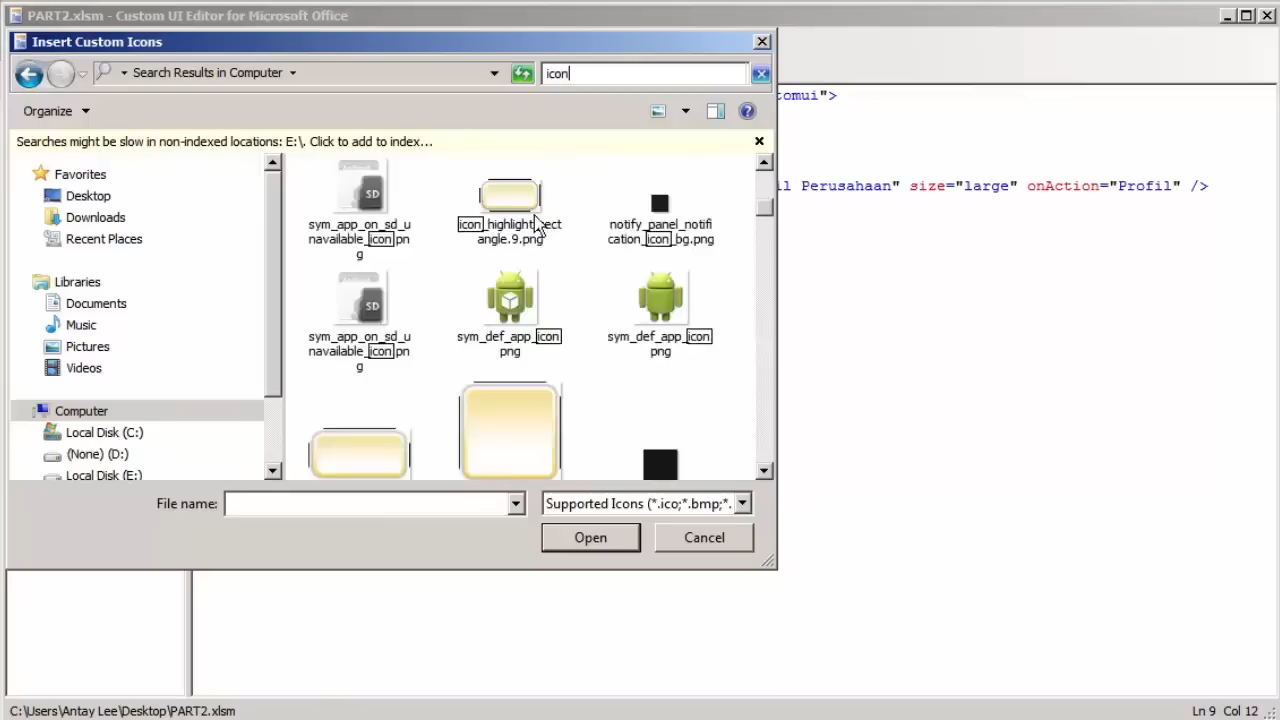 PART2.xlsm - Custom UI Editor for Microsoft Office
Insert Custom Icons
Search Results in Computer
icon
Organize
Searches might be slow in non-indexed locations: E:\. Click to add to index...
tomui">
il Perusahaan" size="large" onAction="Profil" />
Favorites
Desktop
Downloads
Recent Places
Libraries
Documents
Music
Pictures
Videos
Computer
Local Disk (C:)
(None) (D:)
Local Disk (E:)
SD
sym_app_on_sd_u
navailable_icon.pn
g
icon_highlight_rect
angle.9.png
notify_panel_notifi
cation_icon_bg.png
SD
sym_app_on_sd_u
navailable_icon.pn
g
sym_def_app_icon.
png
sym_def_app_icon.
png
File name:
Supported Icons (*.ico;*.bmp;*.
Open
Cancel
C:\Users\Antay Lee\Desktop\PART2.xlsm
Ln 9 Col 12